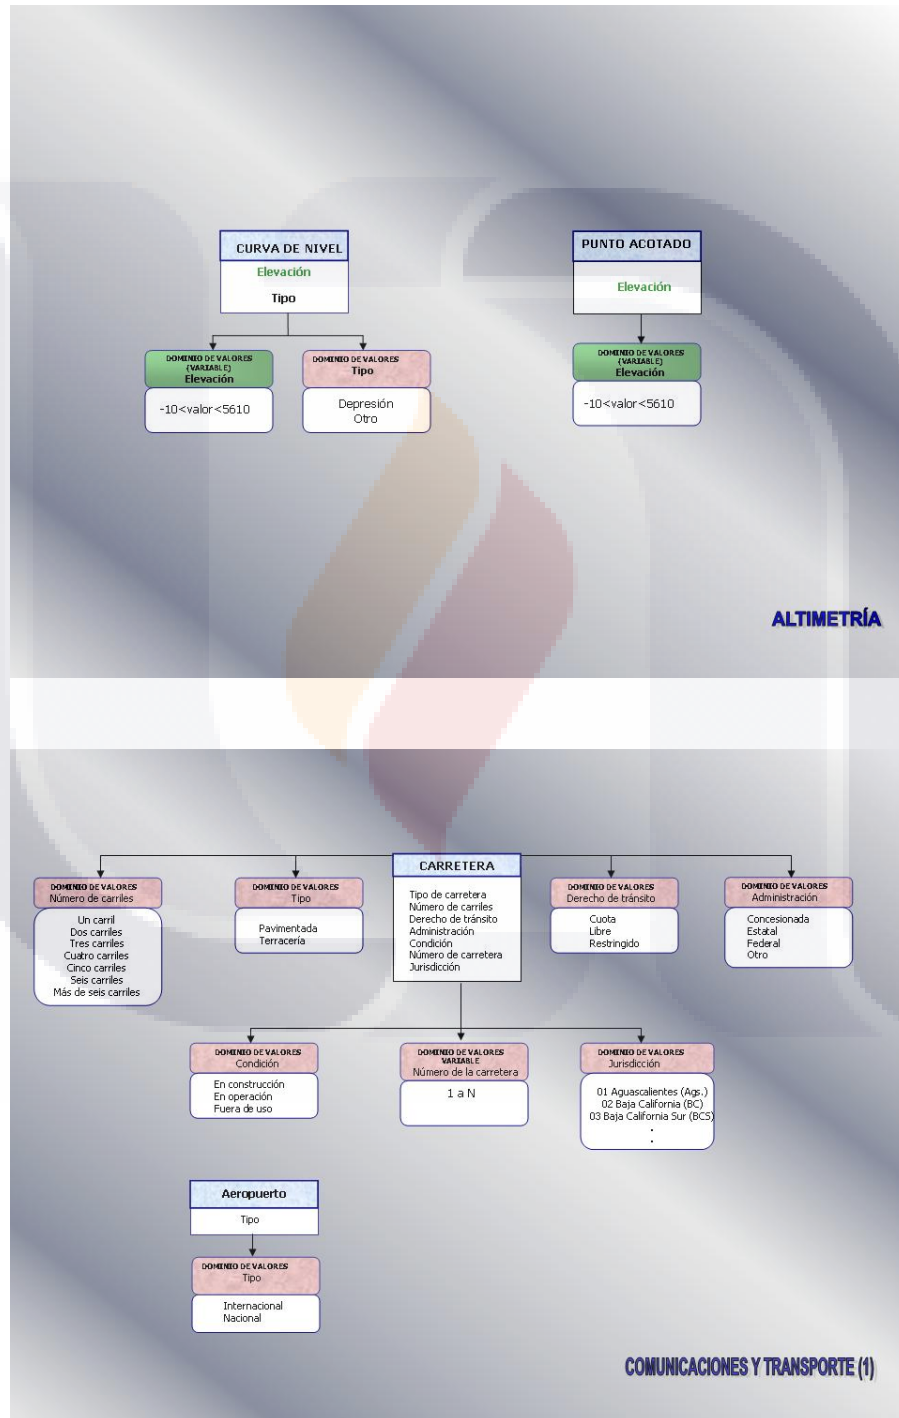 CURVA DE NIVEL
Elevación
Tipo
DOMINIO DE VALORES
(VARIABLE)
Elevación
-10<valor<5610
DOMINIO DE VALORES
Tipo
Depresión
Otro
PUNTO ACOTADO
Elevación
DOMINIO DE VALORES
(VARIABLE)
Elevación
-10<valor<5610
ALTIMETRÍA
CARRETERA
Tipo de carretera
Número de carriles
Derecho de tránsito
Administración
Condición
Número de carretera
Jurisdicción
DOMINIO DE VALORES
Número de carriles
Un carril
Dos carriles
Tres carriles
Cuatro carriles
Cinco carriles
Seis carriles
Más de seis carriles
DOMINIO DE VALORES
Tipo
Pavimentada
Terracería
DOMINIO DE VALORES
Derecho de tránsito
Cuota
Libre
Restringido
DOMINIO DE VALORES
Administración
Concesionada
Estatal
Federal
Otro
DOMINIO DE VALORES
Condición
En construcción
En operación
Fuera de uso
DOMINIO DE VALORES
VARIABLE
Número de la carretera
1 a N
DOMINIO DE VALORES
Jurisdicción
01 Aguascalientes (Ags.)
02 Baja California (BC)
03 Baja California Sur (BCS)
.
.
Aeropuerto
Tipo
DOMINIO DE VALORES
Tipo
Internacional
Nacional
COMUNICACIONES Y TRANSPORTE (1)